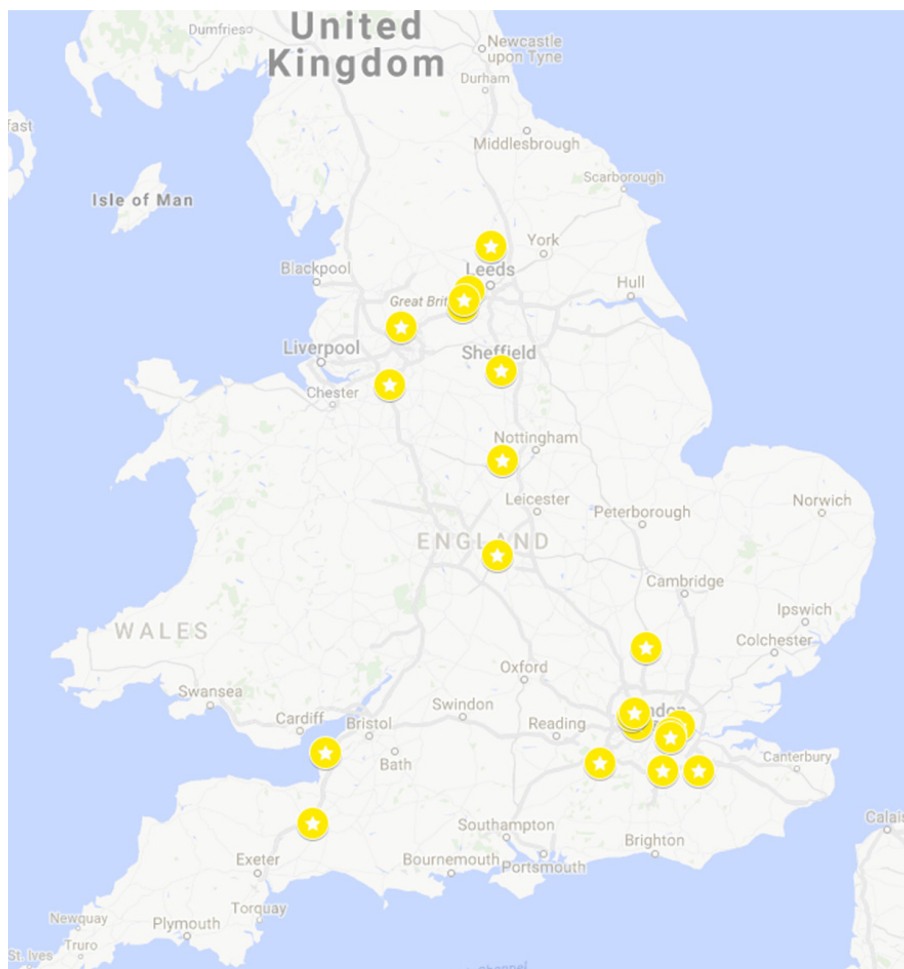 United
Kingdom
Dumfries
Newcastle
upon Tyne
Durham
fast
Middlesbrough
Scarborough
Isle of Man
York
Blackpool
Leeds
Hull
Great Brit
Liverpool
Sheffield
Chester
Nottingham
Norwich
Leicester
Peterborough
ENGLAND
Cambridge
Ipswich
WALES
Colchester
Oxford
Swansea
Swindon
Cardiff
Bristol
Reading
ndon
Bath
Canterbury
Southampton
Calais
Brighton
Exeter
Bournemouth
Portsmouth
Torquay
Newquay
Plymouth
Truro
St. Ives
Channel